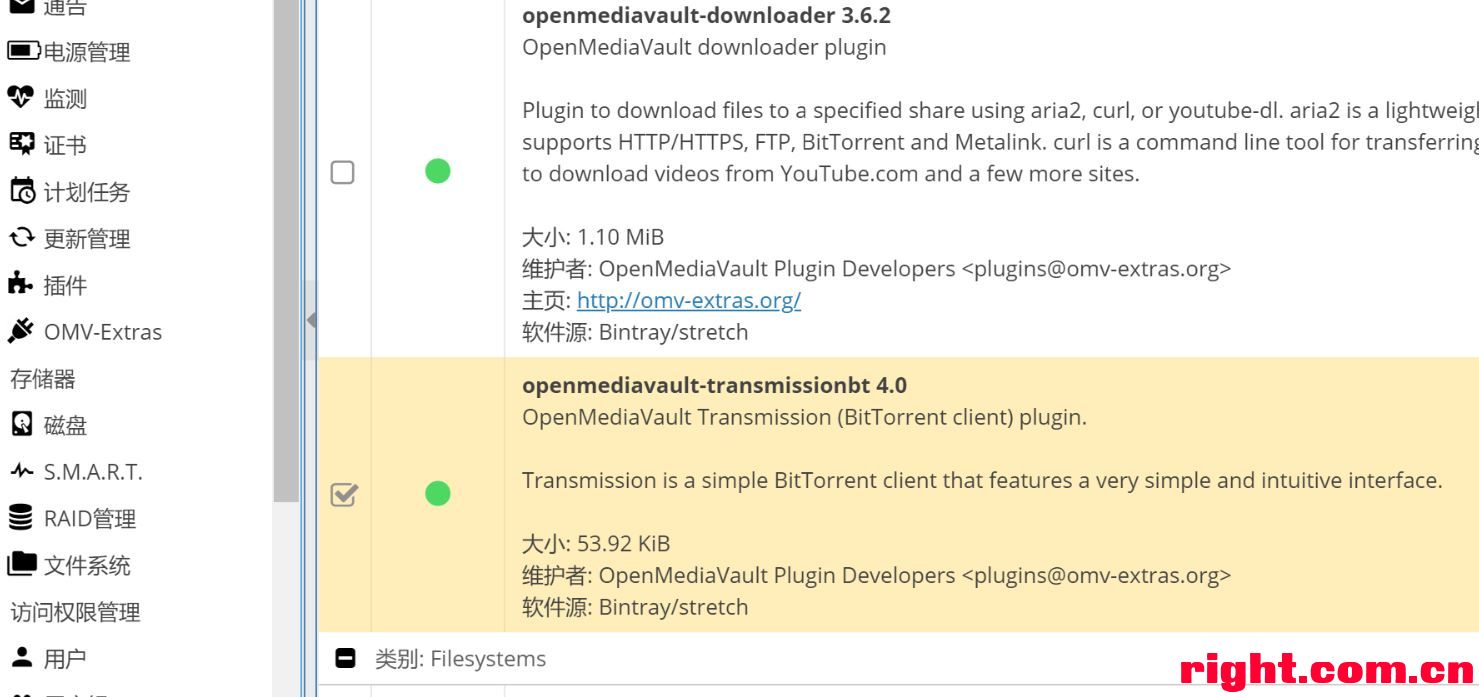 通告
电源管理
监测
证书
计划任务
更新管理
插件
OMV-Extras
存储器
磁盘
S.M.A.R.T.
RAID管理
文件系统
访问权限管理
用户
openmediavault-downloader 3.6.2
OpenMediaVault downloader plugin
Plugin to download files to a specified share using aria2, curl, or youtube-dl. aria2 is a
supports HTTP/HTTPS, FTP, BitTorrent and Metalink. curl is a command line tool for
to download videos from YouTube.com and a few more sites.
大小: 1.10 MiB
维护者: OpenMediaVault Plugin Developers <plugins@omv-extras.org>
主页: http://omv-extras.org/
软件源: Bintray/stretch
openmediavault-transmissionbt 4.0
OpenMediaVault Transmission (BitTorrent client) plugin.
Transmission is a simple BitTorrent client that features a very simple and intuitive interface.
大小: 53.92 KiB
维护者: OpenMediaVault Plugin Developers <plugins@omv-extras.org>
软件源: Bintray/stretch
类别: Filesystems
right.com.cn